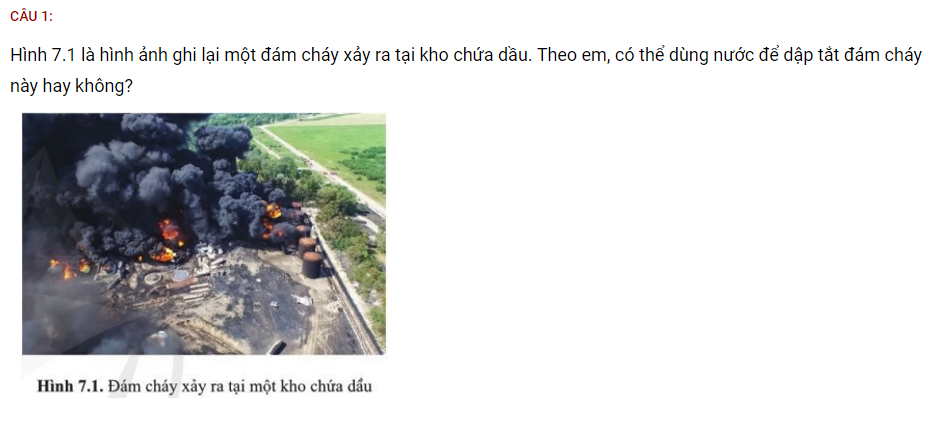 CÂU 1:
Hình 7.1 là hình ảnh ghi lại một đám cháy xảy ra tại kho chứa dầu. Theo em, có thể dùng nước để dập tắt đám cháy
này hay không?
Hình 7.1. Đám cháy xảy ra tại một kho chứa dầu